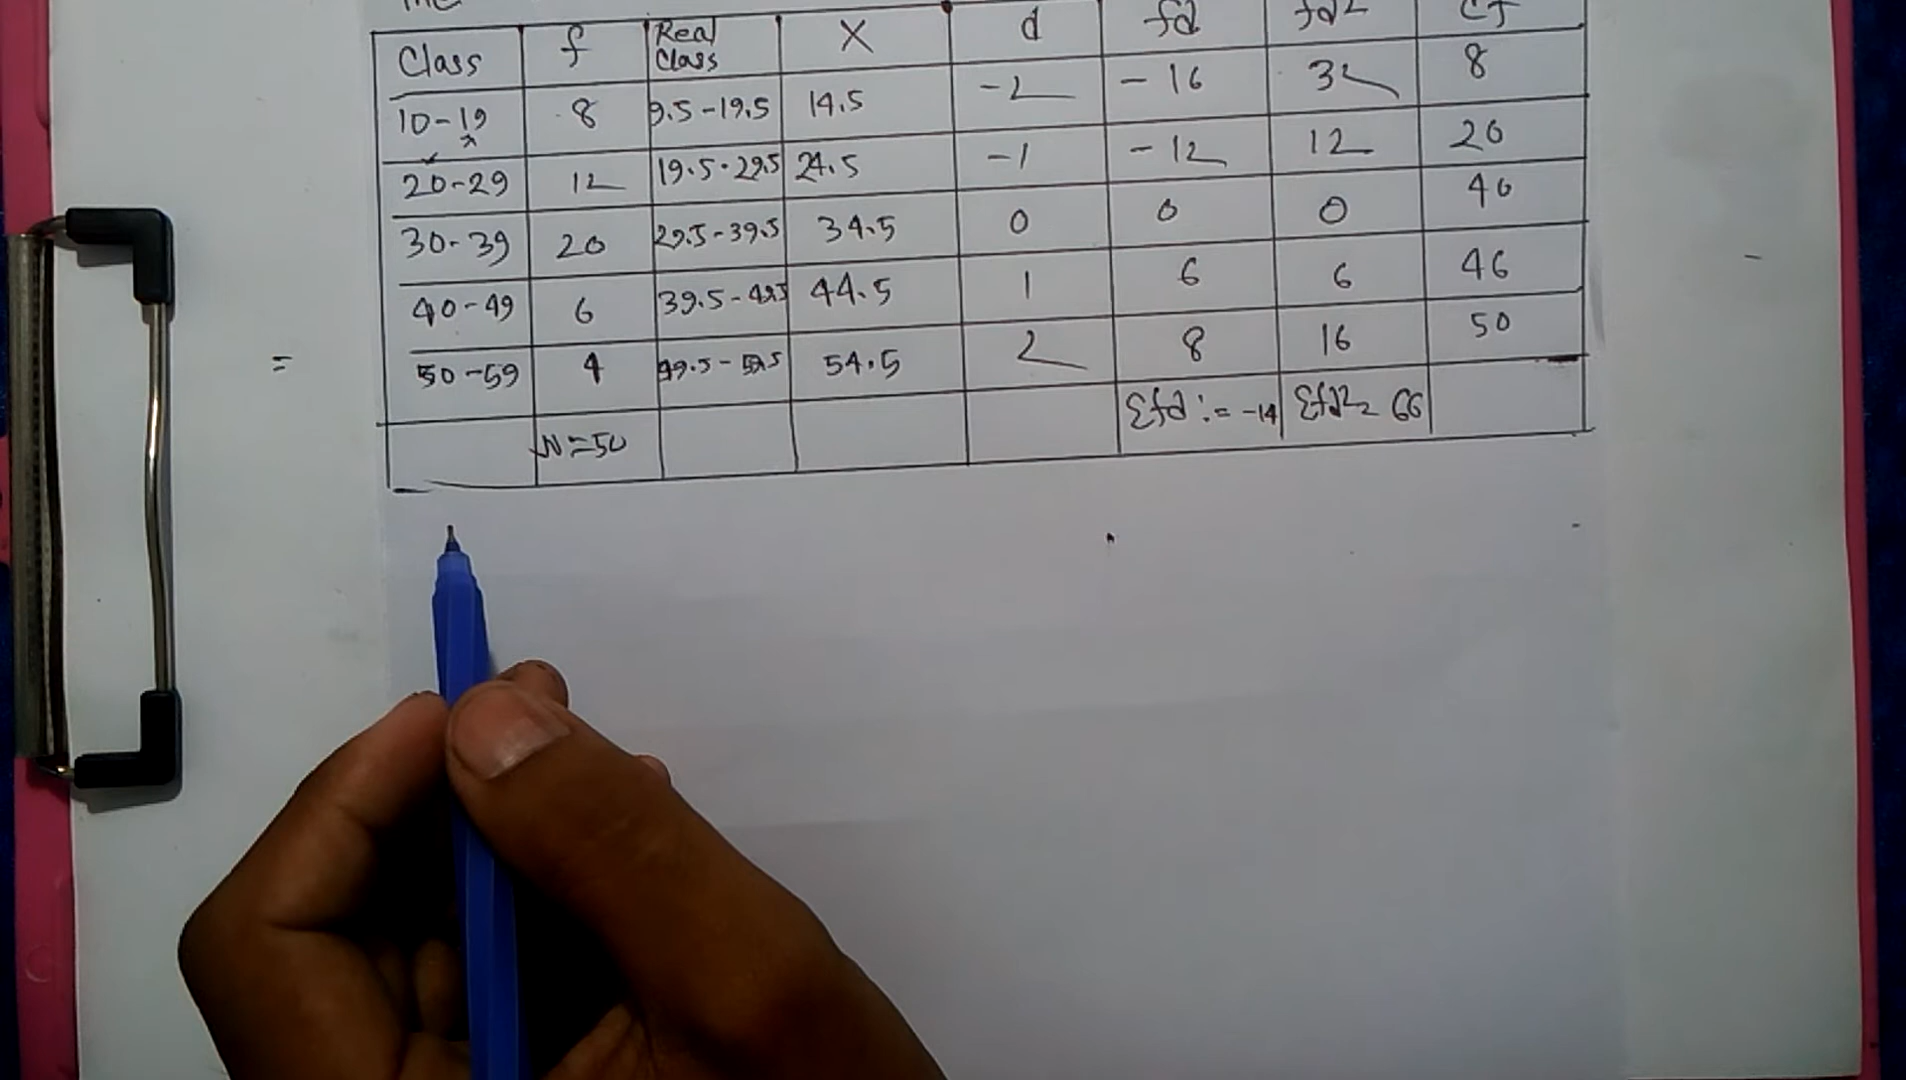 Class f Real Class X d fd fd² cf
10-19 8 9.5-19.5 14.5 -2 -16 32 8
20-29 12 19.5-29.5 24.5 -1 -12 12 20
30-39 20 29.5-39.5 34.5 0 0 0 40
40-49 6 39.5-49.5 44.5 1 6 6 46
50-59 4 49.5-59.5 54.5 2 8 16 50
N=50 Σfd:=-14 Σfd²=66
=